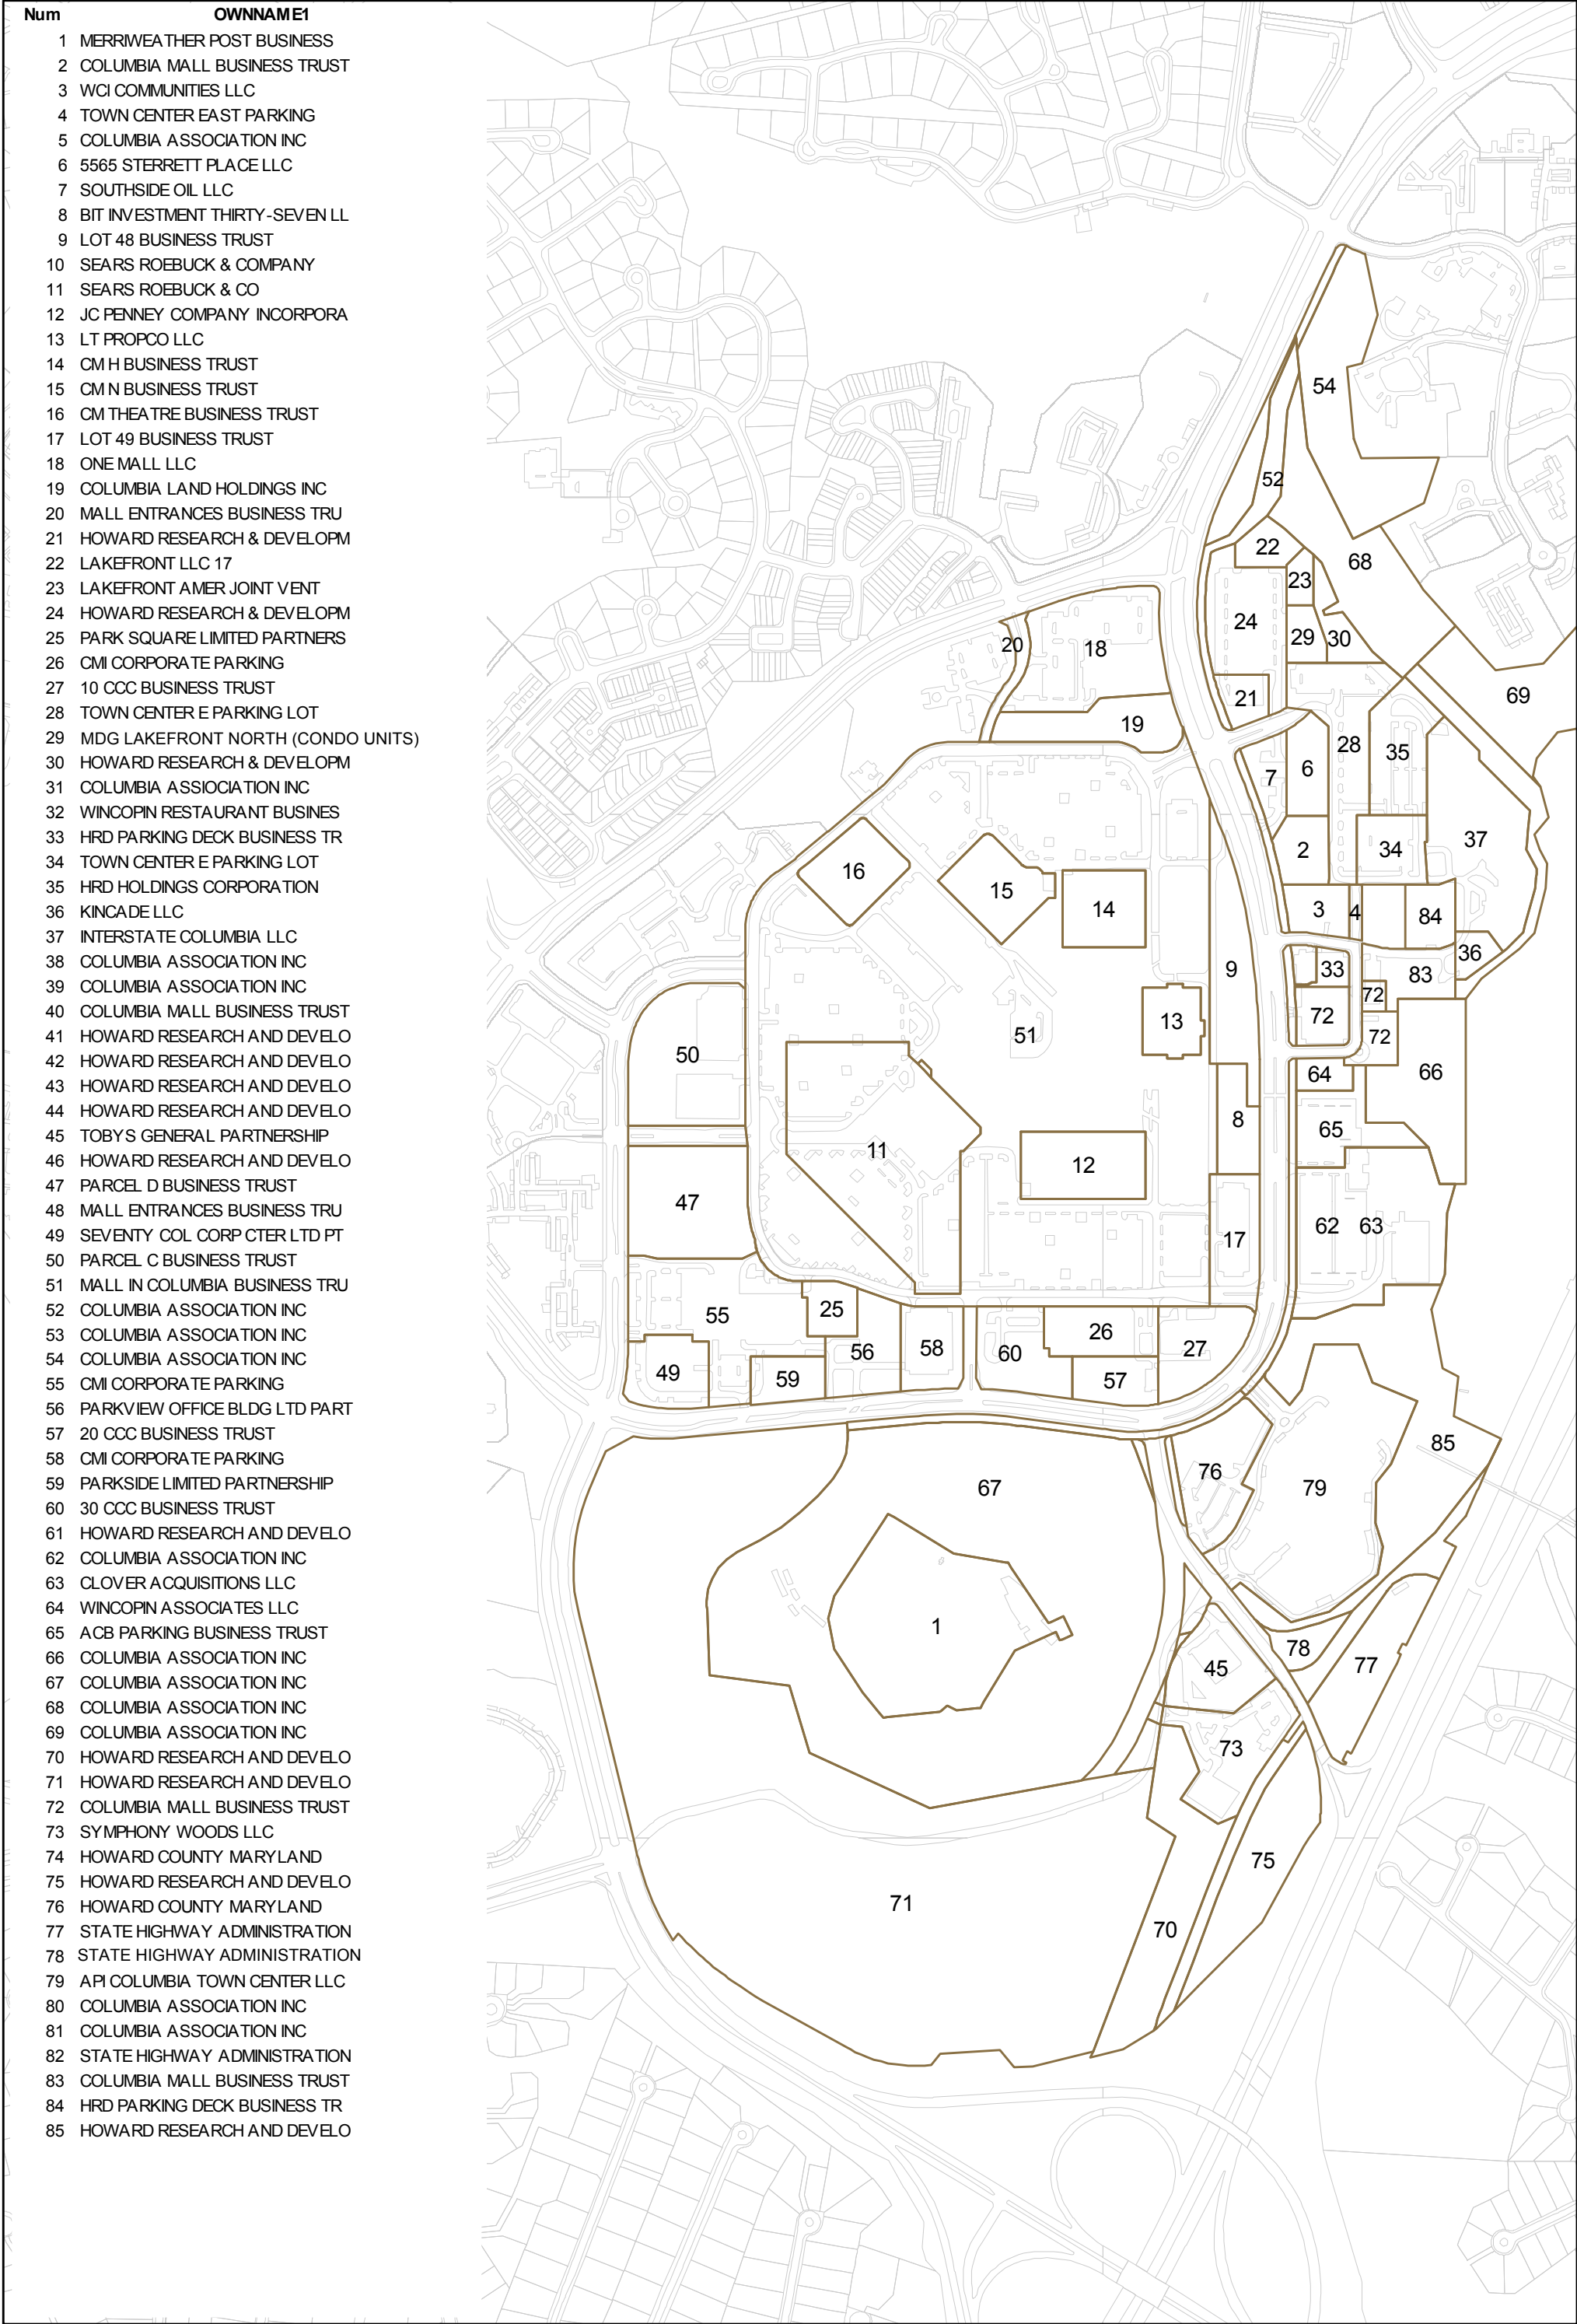 Num OWNNAME1
1 MERRIWEATHER POST BUSINESS
2 COLUMBIA MALL BUSINESS TRUST
3 WCI COMMUNITIES LLC
4 TOWN CENTER EAST PARKING
5 COLUMBIA ASSOCIATION INC
6 5565 STERRETT PLACE LLC
7 SOUTHSIDE OIL LLC
8 BIT INVESTMENT THIRTY-SEVEN LL
9 LOT 48 BUSINESS TRUST
10 SEARS ROEBUCK & COMPANY
11 SEARS ROEBUCK & CO
12 JC PENNEY COMPANY INCORPORA
13 LT PROPCO LLC
14 CM H BUSINESS TRUST
15 CM N BUSINESS TRUST
16 CM THEATRE BUSINESS TRUST
17 LOT 49 BUSINESS TRUST
18 ONE MALL LLC
19 COLUMBIA LAND HOLDINGS INC
20 MALL ENTRANCES BUSINESS TRU
21 HOWARD RESEARCH & DEVELOPM
22 LAKEFRONT LLC 17
23 LAKEFRONT AMER JOINT VENT
24 HOWARD RESEARCH & DEVELOPM
25 PARK SQUARE LIMITED PARTNERS
26 CMI CORPORATE PARKING
27 10 CCC BUSINESS TRUST
28 TOWN CENTER E PARKING LOT
29 MDG LAKEFRONT NORTH (CONDO UNITS)
30 HOWARD RESEARCH & DEVELOPM
31 COLUMBIA ASSIOCIATION INC
32 WINCOPIN RESTAURANT BUSINES
33 HRD PARKING DECK BUSINESS TR
34 TOWN CENTER E PARKING LOT
35 HRD HOLDINGS CORPORATION
36 KINCADE LLC
37 INTERSTATE COLUMBIA LLC
38 COLUMBIA ASSOCIATION INC
39 COLUMBIA ASSOCIATION INC
40 COLUMBIA MALL BUSINESS TRUST
41 HOWARD RESEARCH AND DEVELO
42 HOWARD RESEARCH AND DEVELO
43 HOWARD RESEARCH AND DEVELO
44 HOWARD RESEARCH AND DEVELO
45 TOBYS GENERAL PARTNERSHIP
46 HOWARD RESEARCH AND DEVELO
47 PARCEL D BUSINESS TRUST
48 MALL ENTRANCES BUSINESS TRU
49 SEVENTY COL CORP CTER LTD PT
50 PARCEL C BUSINESS TRUST
51 MALL IN COLUMBIA BUSINESS TRU
52 COLUMBIA ASSOCIATION INC
53 COLUMBIA ASSOCIATION INC
54 COLUMBIA ASSOCIATION INC
55 CMI CORPORATE PARKING
56 PARKVIEW OFFICE BLDG LTD PART
57 20 CCC BUSINESS TRUST
58 CMI CORPORATE PARKING
59 PARKSIDE LIMITED PARTNERSHIP
60 30 CCC BUSINESS TRUST
61 HOWARD RESEARCH AND DEVELO
62 COLUMBIA ASSOCIATION INC
63 CLOVER ACQUISITIONS LLC
64 WINCOPIN ASSOCIATES LLC
65 ACB PARKING BUSINESS TRUST
66 COLUMBIA ASSOCIATION INC
67 COLUMBIA ASSOCIATION INC
68 COLUMBIA ASSOCIATION INC
69 COLUMBIA ASSOCIATION INC
70 HOWARD RESEARCH AND DEVELO
71 HOWARD RESEARCH AND DEVELO
72 COLUMBIA MALL BUSINESS TRUST
73 SYMPHONY WOODS LLC
74 HOWARD COUNTY MARYLAND
75 HOWARD RESEARCH AND DEVELO
76 HOWARD COUNTY MARYLAND
77 STATE HIGHWAY ADMINISTRATION
78 STATE HIGHWAY ADMINISTRATION
79 API COLUMBIA TOWN CENTER LLC
80 COLUMBIA ASSOCIATION INC
81 COLUMBIA ASSOCIATION INC
82 STATE HIGHWAY ADMINISTRATION
83 COLUMBIA MALL BUSINESS TRUST
84 HRD PARKING DECK BUSINESS TR
85 HOWARD RESEARCH AND DEVELO
54
52
22
68
23
24
29
30
20
18
21
69
19
28
35
7
6
37
2
34
16
15
14
3
4
84
36
33
83
9
72
13
72
51
72
50
66
64
8
65
11
12
47
62
63
17
55
25
26
56
58
60
27
49
59
57
85
76
67
79
1
78
77
45
73
75
71
70